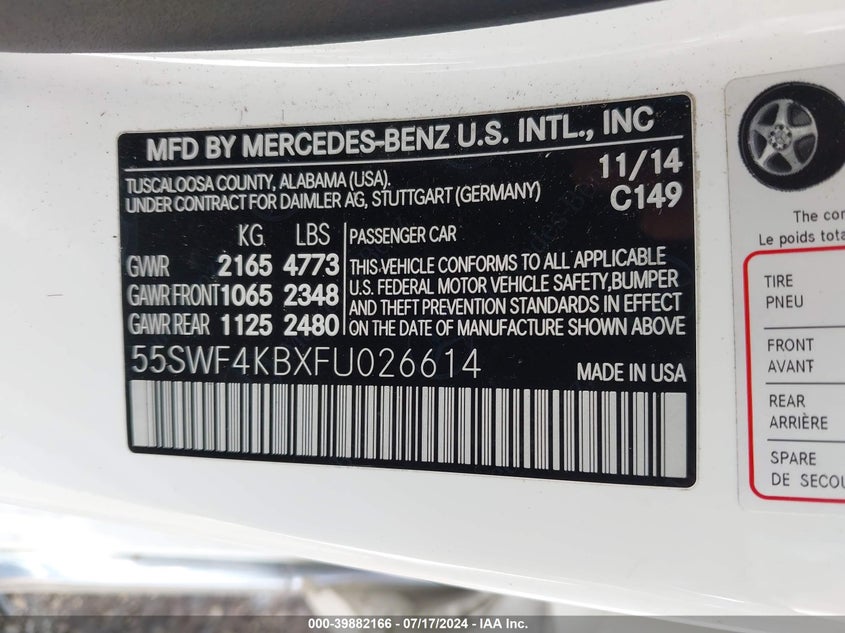 MFD BY MERCEDES-BENZ U.S. INTL., INC
TUSCALOOSA COUNTY, ALABAMA (USA). 11/14
UNDER CONTRACT FOR DAIMLER AG, STUTTGART (GERMANY) C149
KG LBS PASSENGER CAR
GVWR 2165 4773 THIS VEHICLE CONFORMS TO ALL APPLICABLE
U.S. FEDERAL MOTOR VEHICLE SAFETY,BUMPER
GAWR FRONT 1065 2348 AND THEFT PREVENTION STANDARDS IN EFFECT
GAWR REAR 1125 2480 ON THE DATE OF MANUFACTURE SHOWN ABOVE
55SWF4KBXFU026614 MADE IN USA
The
Le poids
TIRE
PNEU
FRONT
AVANT
REAR
ARRIÈRE
SPARE
DE
000-39882166 - 07/17/2024 - IAA Inc.